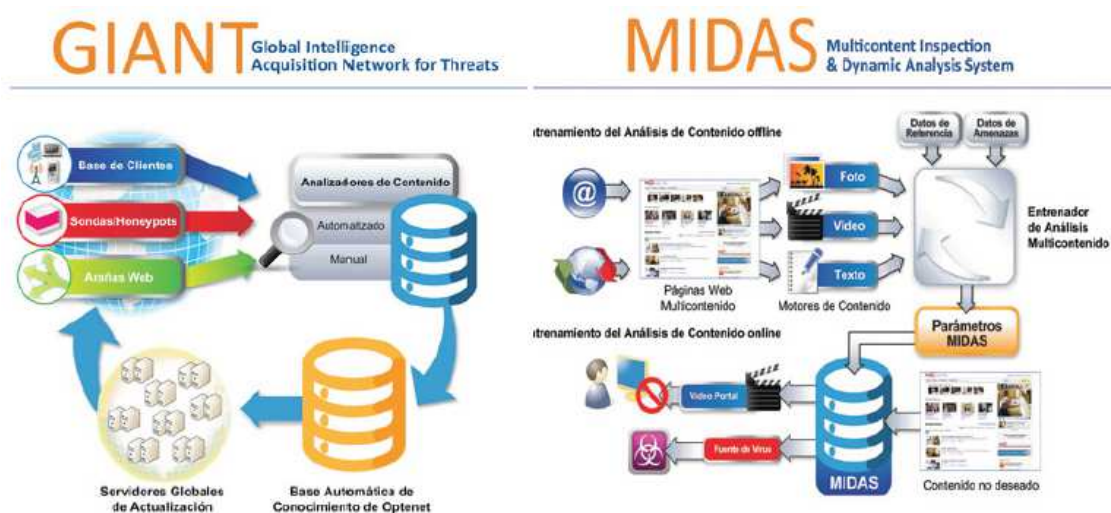 GIANT
Global Intelligence
Acquisition Network for Threats
Base de Clientes
Sondas/Honeypots
Arañas Web
Analizadores de Contenido
Automatizado
Manual
Servideres Globales
de Actualización
Base Automática de
Conocimiento de Optenet
MIDAS
Multicontent Inspection
& Dynamic Analysis System
ntrenamiento del Análisis de Contenido offline
Datos de
Referencia
Datos de
Amenazas
@
Foto
Video
Texto
Páginas Web
Multicontenido
Motores de Contenido
Entrenador
de Análisis
Multicontenido
ntrenamiento del Análisis de Contenido online
Parámetros
MIDAS
Video Portal
Fuente de Virus
MIDAS
Contenido no deseado